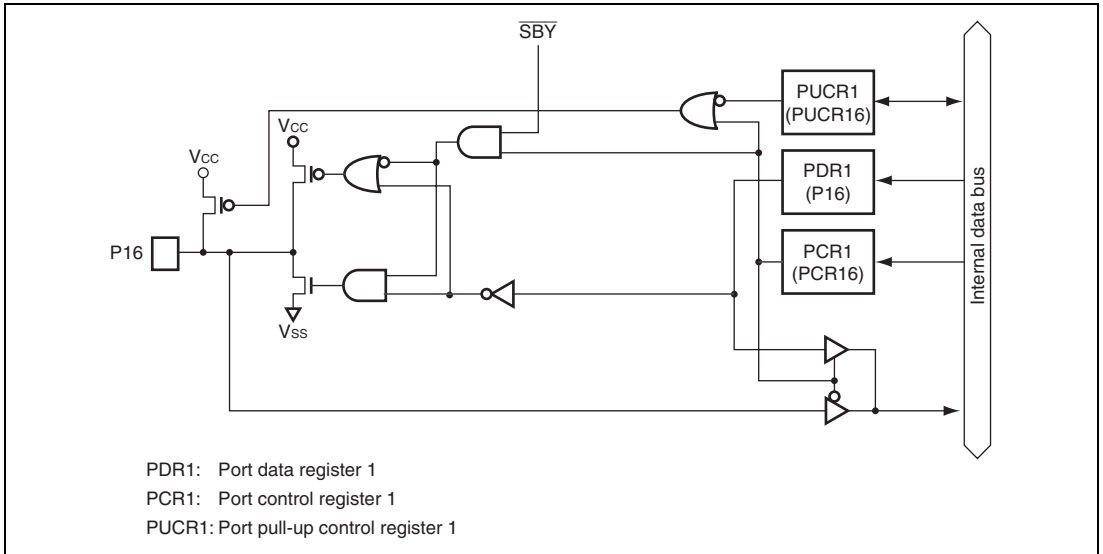 SBY
PUCR1
(PUCR16)
VCC
VCC
PDR1
(P16)
P16
PCR1
(PCR16)
Internal data bus
VSS
PDR1: Port data register 1
PCR1: Port control register 1
PUCR1: Port pull-up control register 1